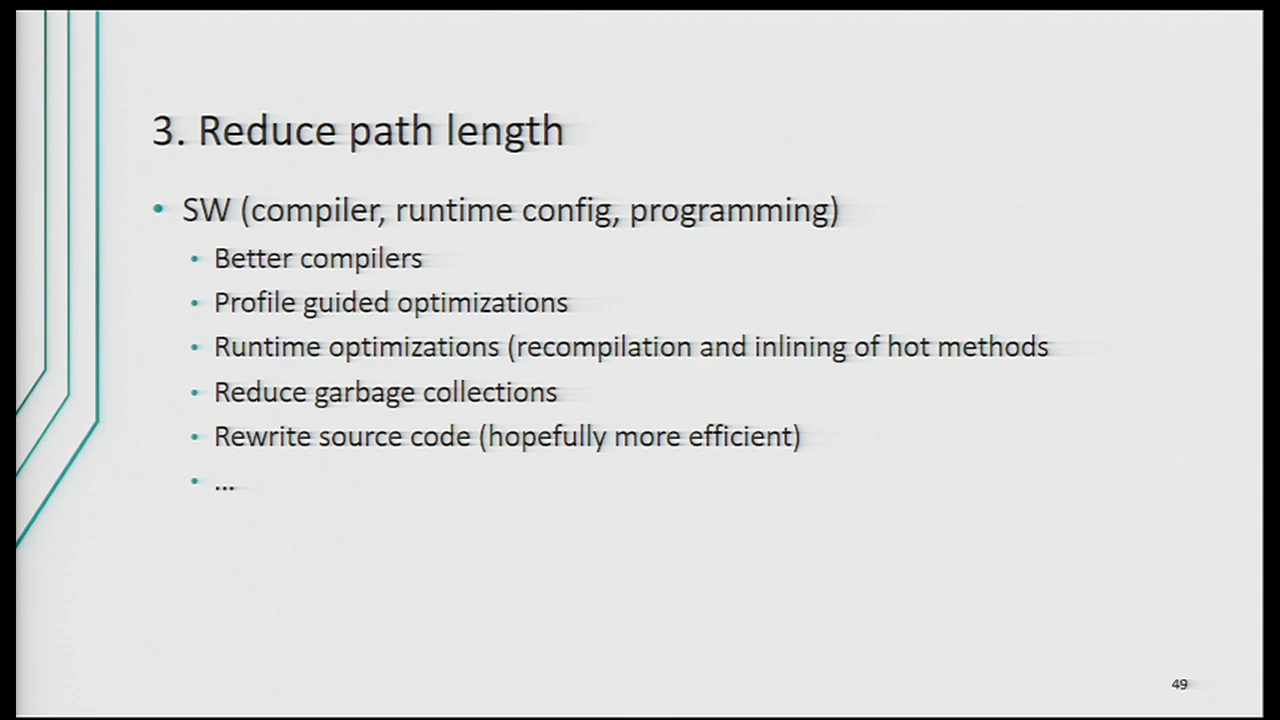 3. Reduce path length
• SW (compiler, runtime config, programming)
• Better compilers
• Profile guided optimizations
• Runtime optimizations (recompilation and inlining of hot methods
• Reduce garbage collections
• Rewrite source code (hopefully more efficient)
• ...
49